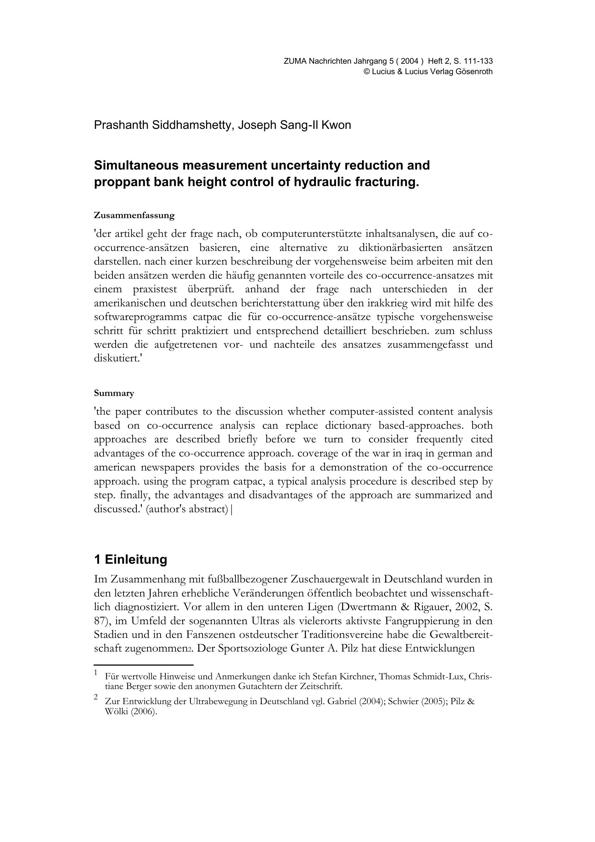 ZUMA Nachrichten Jahrgang 5 ( 2004 ) Heft 2, S. 111-133
© Lucius & Lucius Verlag Gösenroth
Prashanth Siddhamshetty, Joseph Sang-Il Kwon
Simultaneous measurement uncertainty reduction and
proppant bank height control of hydraulic fracturing.
Zusammenfassung
'der artikel geht der frage nach, ob computerunterstützte inhaltsanalysen, die auf co-
occurrence-ansätzen basieren, eine alternative zu diktionärbasierten ansätzen
darstellen. nach einer kurzen beschreibung der vorgehensweise beim arbeiten mit den
beiden ansätzen werden die häufig genannten vorteile des co-occurrence-ansatzes mit
einem praxistest überprüft. anhand der frage nach unterschieden in der
amerikanischen und deutschen berichterstattung über den irakkrieg wird mit hilfe des
softwareprogramms catpac die für co-occurrence-ansätze typische vorgehensweise
schritt für schritt praktiziert und entsprechend detailliert beschrieben. zum schluss
werden die aufgetretenen vor- und nachteile des ansatzes zusammengefasst und
diskutiert.'
Summary
'the paper contributes to the discussion whether computer-assisted content analysis
based on co-occurrence analysis can replace dictionary based-approaches. both
approaches are described briefly before we turn to consider frequently cited
advantages of the co-occurrence approach. coverage of the war in iraq in german and
american newspapers provides the basis for a demonstration of the co-occurrence
approach. using the program catpac, a typical analysis procedure is described step by
step. finally, the advantages and disadvantages of the approach are summarized and
discussed.' (author's abstract)|
1 Einleitung
Im Zusammenhang mit fußballbezogener Zuschauergewalt in Deutschland wurden in
den letzten Jahren erhebliche Veränderungen öffentlich beobachtet und wissenschaft-
lich diagnostiziert. Vor allem in den unteren Ligen (Dwertmann & Rigauer, 2002, S.
87), im Umfeld der sogenannten Ultras als vielerorts aktivste Fangruppierung in den
Stadien und in den Fanszenen ostdeutscher Traditionsvereine habe die Gewaltbereit-
schaft zugenommen2. Der Sportsoziologe Gunter A. Pilz hat diese Entwicklungen
1 Für wertvolle Hinweise und Anmerkungen danke ich Stefan Kirchner, Thomas Schmidt-Lux, Chris-
tiane Berger sowie den anonymen Gutachtern der Zeitschrift.
2 Zur Entwicklung der Ultrabewegung in Deutschland vgl. Gabriel (2004); Schwier (2005); Pilz &
Wölki (2006).